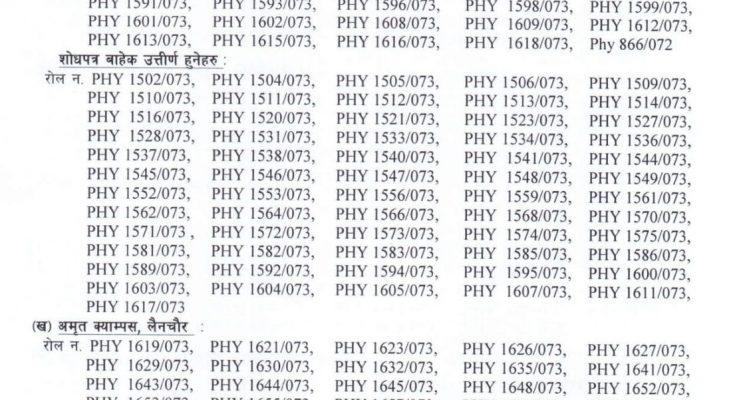 PHY 1591/073, PHY 1593/073, PHY 1596/073, PHY 1598/073, PHY 1599/073,
PHY 1601/073, PHY 1602/073, PHY 1608/073, PHY 1609/073, PHY 1612/073,
PHY 1613/073, PHY 1615/073, PHY 1616/073, PHY 1618/073, Phy 866/072
शोधपत्र बाहेक उत्तीर्ण हुनेहरु :
रोल न. PHY 1502/073, PHY 1504/073, PHY 1505/073, PHY 1506/073, PHY 1509/073,
PHY 1510/073, PHY 1511/073, PHY 1512/073, PHY 1513/073, PHY 1514/073,
PHY 1516/073, PHY 1520/073, PHY 1521/073, PHY 1523/073, PHY 1527/073,
PHY 1528/073, PHY 1531/073, PHY 1533/073, PHY 1534/073, PHY 1536/073,
PHY 1537/073, PHY 1538/073, PHY 1540/073, PHY 1541/073, PHY 1544/073,
PHY 1545/073, PHY 1546/073, PHY 1547/073, PHY 1548/073, PHY 1549/073,
PHY 1552/073, PHY 1553/073, PHY 1556/073, PHY 1559/073, PHY 1561/073,
PHY 1562/073, PHY 1564/073, PHY 1566/073, PHY 1568/073, PHY 1570/073,
PHY 1571/073 , PHY 1572/073, PHY 1573/073, PHY 1574/073, PHY 1575/073,
PHY 1581/073, PHY 1582/073, PHY 1583/073, PHY 1585/073, PHY 1586/073,
PHY 1589/073, PHY 1592/073, PHY 1594/073, PHY 1595/073, PHY 1600/073,
PHY 1603/073, PHY 1604/073, PHY 1605/073, PHY 1607/073, PHY 1611/073,
PHY 1617/073
(ख) अमृत क्याम्पस, लैनचौर :
रोल न. PHY 1619/073, PHY 1621/073, PHY 1623/073, PHY 1626/073, PHY 1627/073,
PHY 1629/073, PHY 1630/073, PHY 1632/073, PHY 1635/073, PHY 1641/073,
PHY 1643/073, PHY 1644/073, PHY 1645/073, PHY 1648/073, PHY 1652/073,